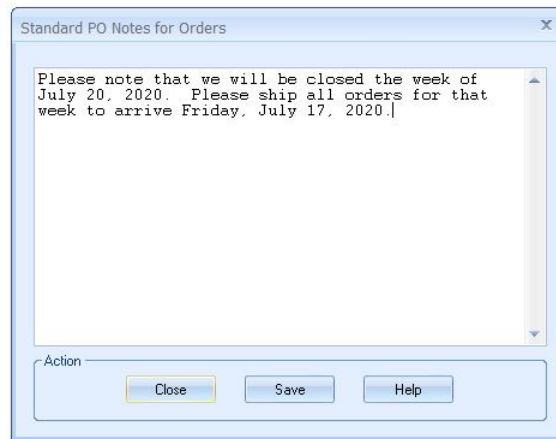 Standard PO Notes for Orders
x
Please note that we will be closed the week of
July 20, 2020.  Please ship all orders for that
week to arrive Friday, July 17, 2020.
Action
Close Save Help